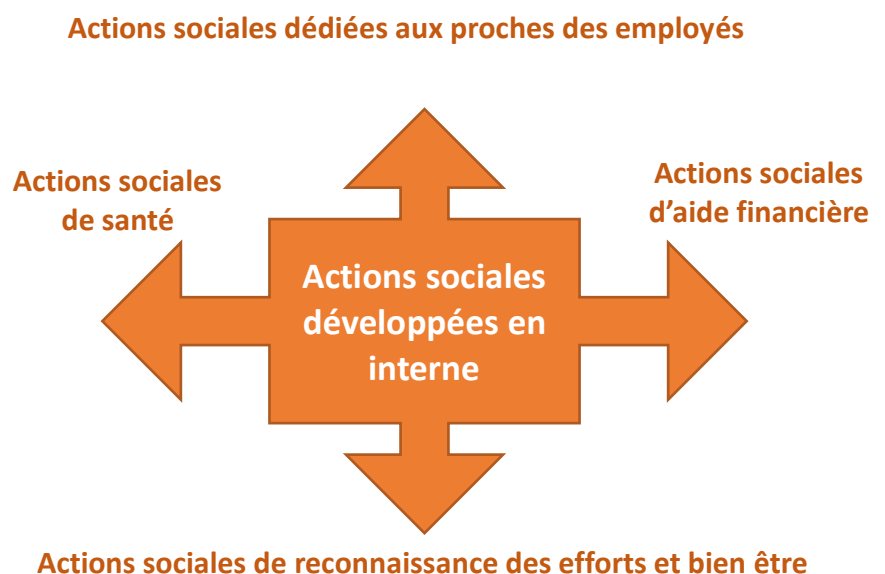 Actions sociales dédiées aux proches des employés
Actions sociales
de santé
Actions sociales
d’aide financière
Actions sociales
développées en
interne
Actions sociales de reconnaissance des efforts et bien être